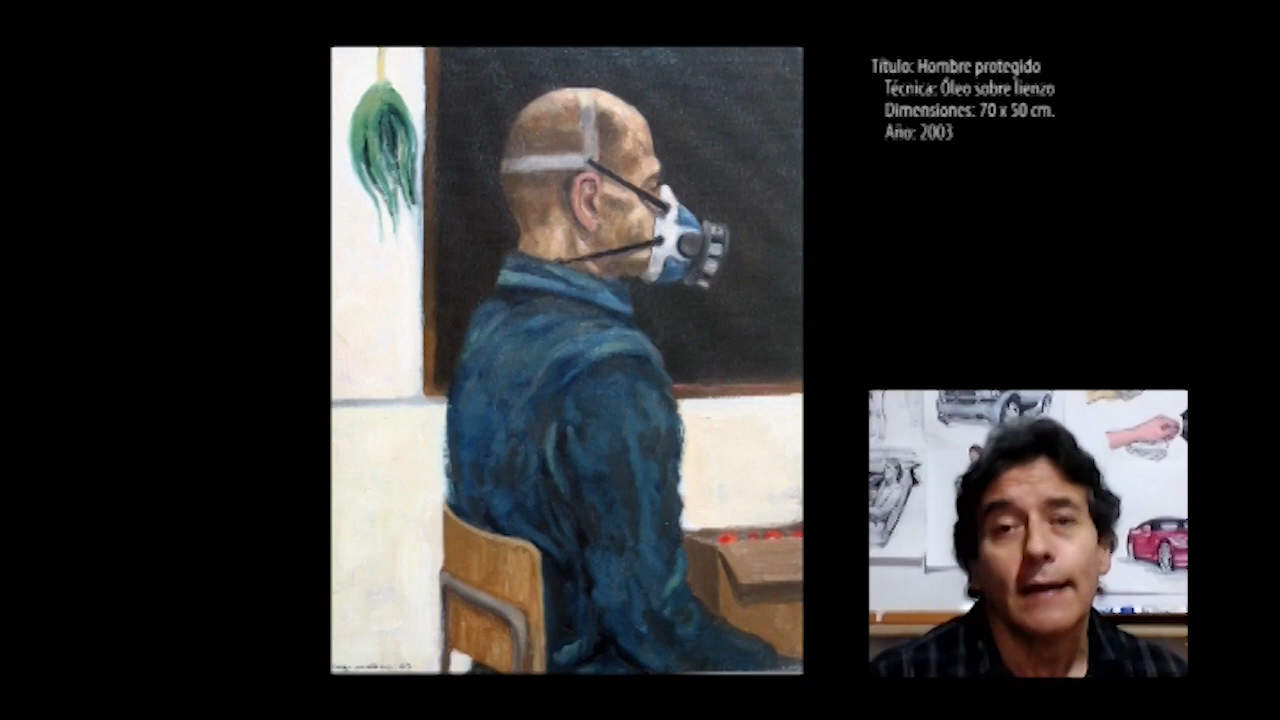 Título: Hombre protegido
Técnica: Óleo sobre lienzo
Dimensiones: 70 x 50 cm.
Año: 2003